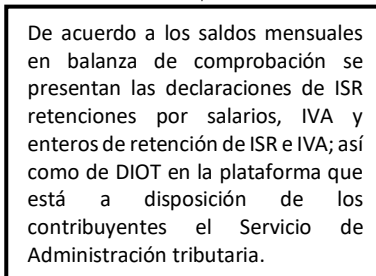 De acuerdo a los saldos mensuales
en balanza de comprobación se
presentan las declaraciones de ISR
retenciones por salarios, IVA y
enteros de retención de ISR e IVA; así
como de DIOT en la plataforma que
está a disposición de los
contribuyentes el Servicio de
Administración tributaria.